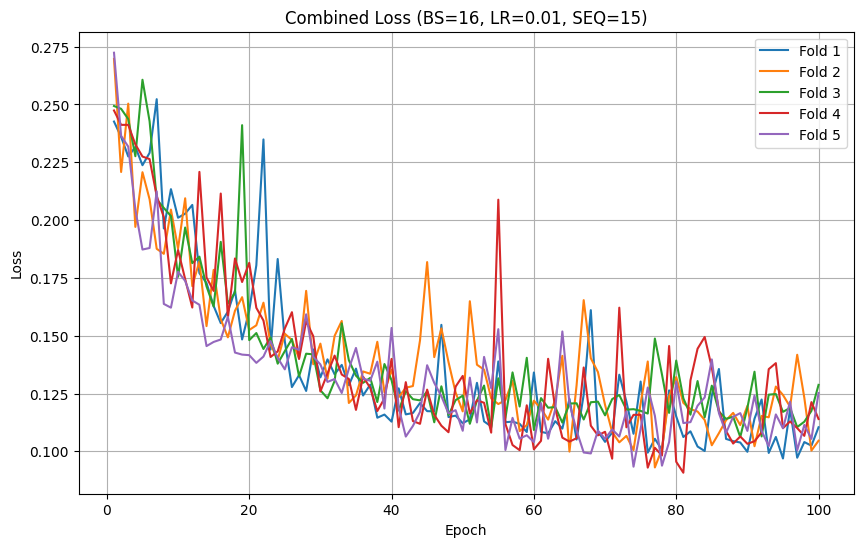 Combined Loss (BS=16, LR=0.01, SEQ=15)
Fold 1
Fold 2
Fold 3
Fold 4
Fold 5
Loss
0.275
0.250
0.225
0.200
0.175
0.150
0.125
0.100
0 20 40 60 80 100
Epoch